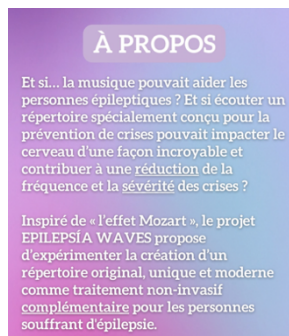 À PROPOS
Et si... la musique pouvait aider les
personnes épileptiques ? Et si écouter un
répertoire spécialement conçu pour la
prévention de crises pouvait impacter le
cerveau d'une façon incroyable et
contribuer à une réduction de la
fréquence et la sévérité des crises ?
Inspiré de « l'effet Mozart », le projet
EPILEPSÍA WAVES propose
d'expérimenter la création d'un
répertoire original, unique et moderne
comme traitement non-invasif
complémentaire pour les personnes
souffrant d'épilepsie.